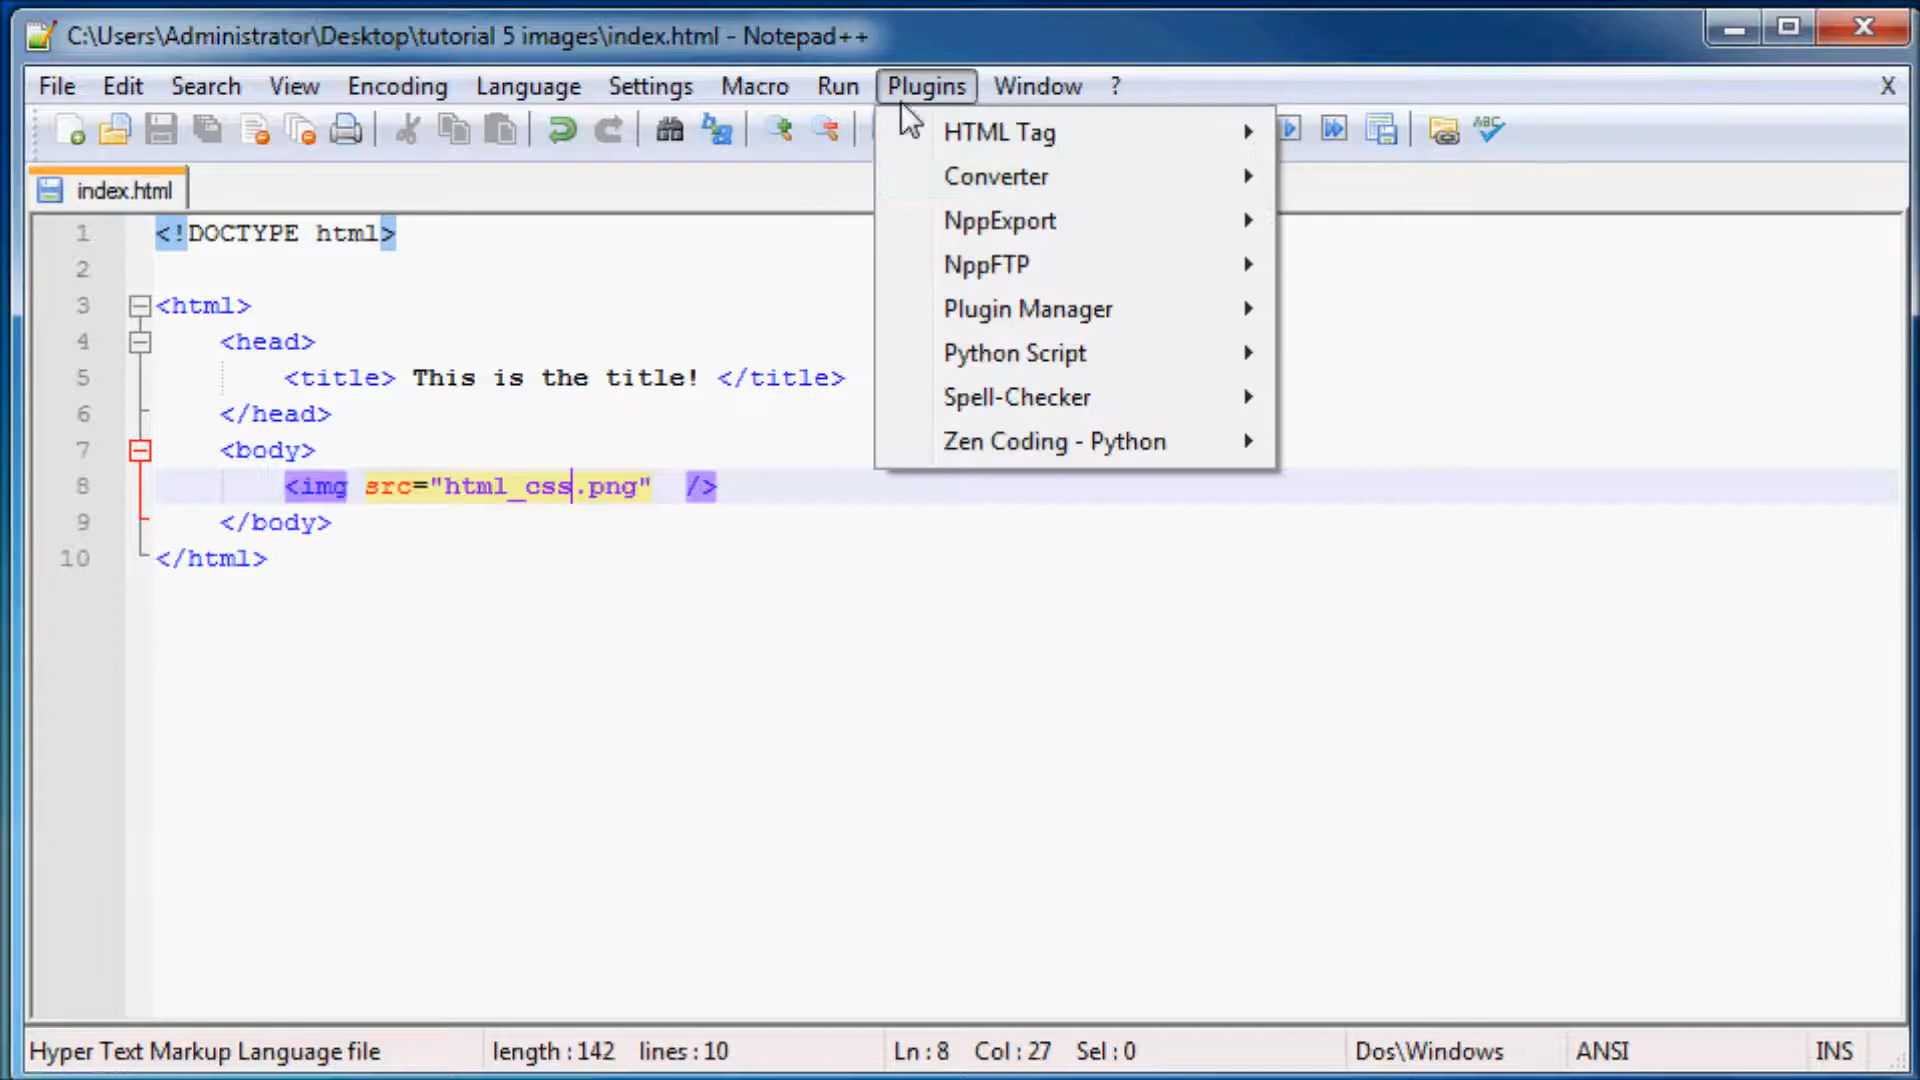 C:\Users\Administrator\Desktop\tutorial 5 images\index.html - Notepad++
File Edit Search View Encoding Language Settings Macro Run Plugins Window ? X
ABC
index.html
HTML Tag
Converter
NppExport
NppFTP
Plugin Manager
Python Script
Spell-Checker
Zen Coding - Python
1 <!DOCTYPE html>
2
3 <html>
4 <head>
5 <title> This is the title! </title>
6 </head>
7 <body>
8 <img src="html_css.png" />
9 </body>
10 </html>
Hyper Text Markup Language file length : 142 lines : 10 Ln : 8 Col : 27 Sel : 0 Dos\Windows ANSI INS